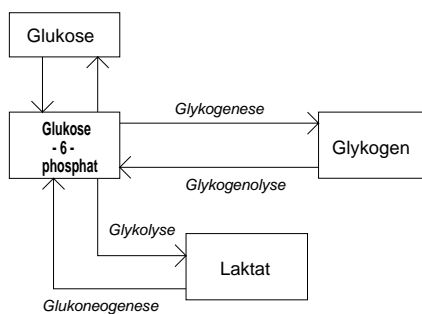 Glukose
Glykogenese
Glukose
- 6 -
phosphat
Glykogen
Glykogenolyse
Glykolyse
Laktat
Glukoneogenese